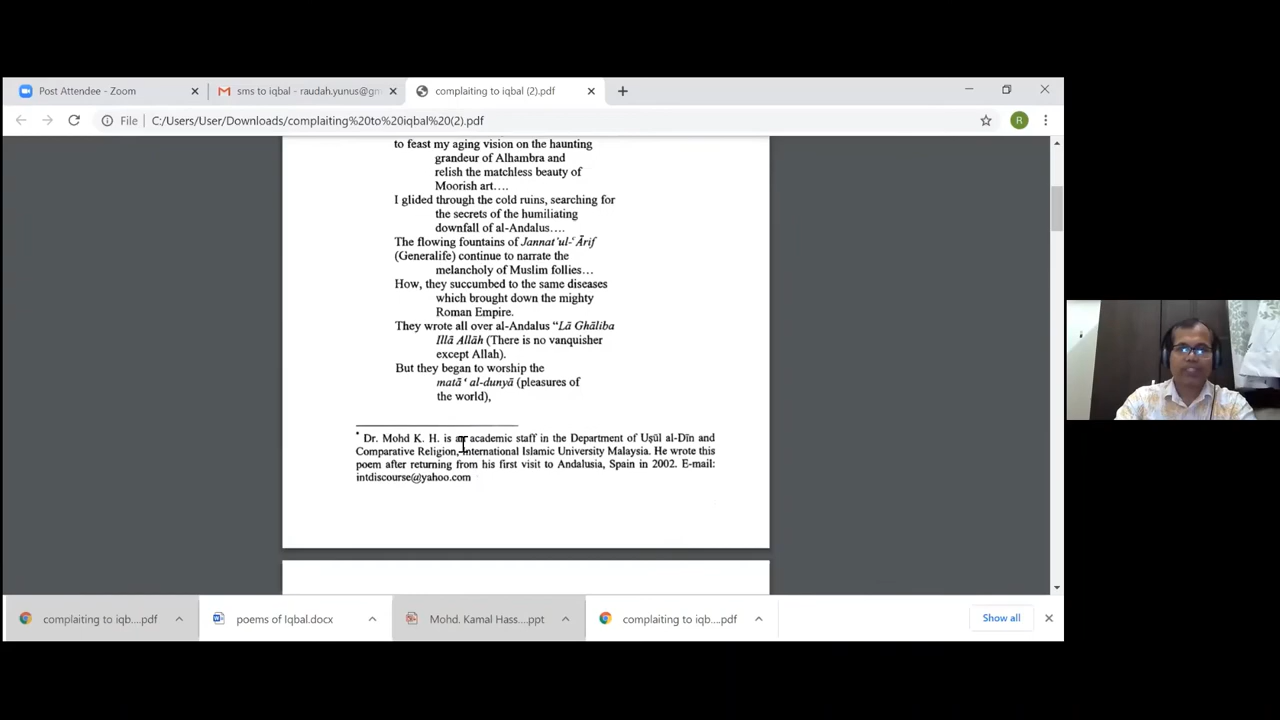 Post Attendee - Zoom
sms to iqbal - raudah.yunus@gm
complaiting to iqbal (2).pdf
File
C:/Users/User/Downloads/complaiting%20to%20iqbal%20(2).pdf
R
to feast my aging vision on the haunting
grandeur of Alhambra and
relish the matchless beauty of
Moorish art....
I glided through the cold ruins, searching for
the secrets of the humiliating
downfall of al-Andalus....
The flowing fountains of Jannat'ul-ʿĀrif
(Generalife) continue to narrate the
melancholy of Muslim follies...
How, they succumbed to the same diseases
which brought down the mighty
Roman Empire.
They wrote all over al-Andalus “Lā Ghāliba
Illā Allāh (There is no vanquisher
except Allah).
But they began to worship the
matāʿ al-dunyā (pleasures of
the world),
* Dr. Mohd K. H. is an academic staff in the Department of Uṣūl al-Dīn and
Comparative Religion, International Islamic University Malaysia. He wrote this
poem after returning from his first visit to Andalusia, Spain in 2002. E-mail:
intdiscourse@yahoo.com
complaiting to iqb....pdf
poems of Iqbal.docx
Mohd. Kamal Hass....ppt
complaiting to iqb....pdf
Show all